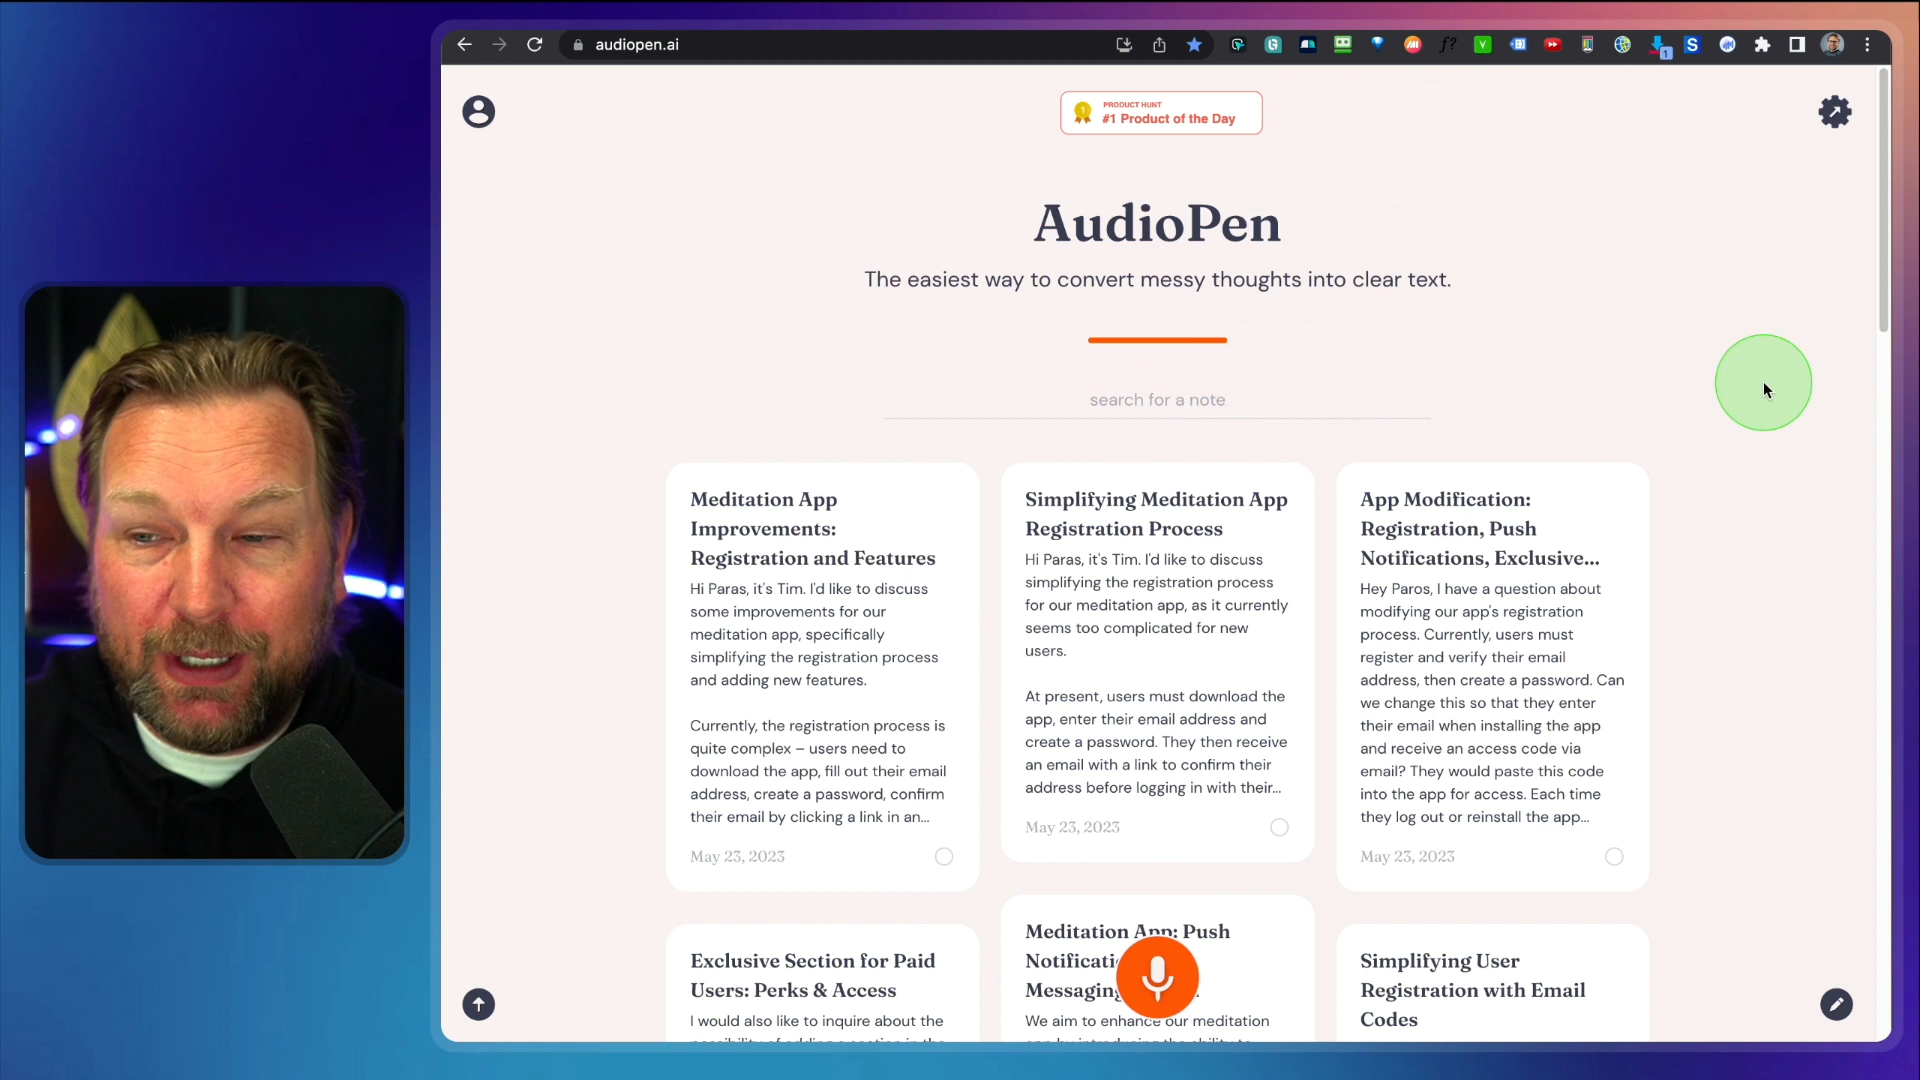 audiopen.ai
PRODUCT HUNT
#1 Product of the Day
AudioPen
The easiest way to convert messy thoughts into clear text.
search for a note
Meditation App
Improvements:
Registration and Features
Hi Paras, it's Tim. I'd like to discuss
some improvements for our
meditation app, specifically
simplifying the registration process
and adding new features.
Currently, the registration process is
quite complex – users need to
download the app, fill out their email
address, create a password, confirm
their email by clicking a link in an...
May 23, 2023
Simplifying Meditation App
Registration Process
Hi Paras, it's Tim. I'd like to discuss
simplifying the registration process
for our meditation app, as it currently
seems too complicated for new
users.
At present, users must download the
app, enter their email address and
create a password. They then receive
an email with a link to confirm their
address before logging in with their...
May 23, 2023
App Modification:
Registration, Push
Notifications, Exclusive...
Hey Paros, I have a question about
modifying our app's registration
process. Currently, users must
register and verify their email
address, then create a password. Can
we change this so that they enter
their email when installing the app
and receive an access code via
email? They would paste this code
into the app for access. Each time
they log out or reinstall the app...
May 23, 2023
Exclusive Section for Paid
Users: Perks & Access
I would also like to inquire about the
Meditation App: Push
Messaging
We aim to enhance our meditation
Simplifying User
Registration with Email
Codes